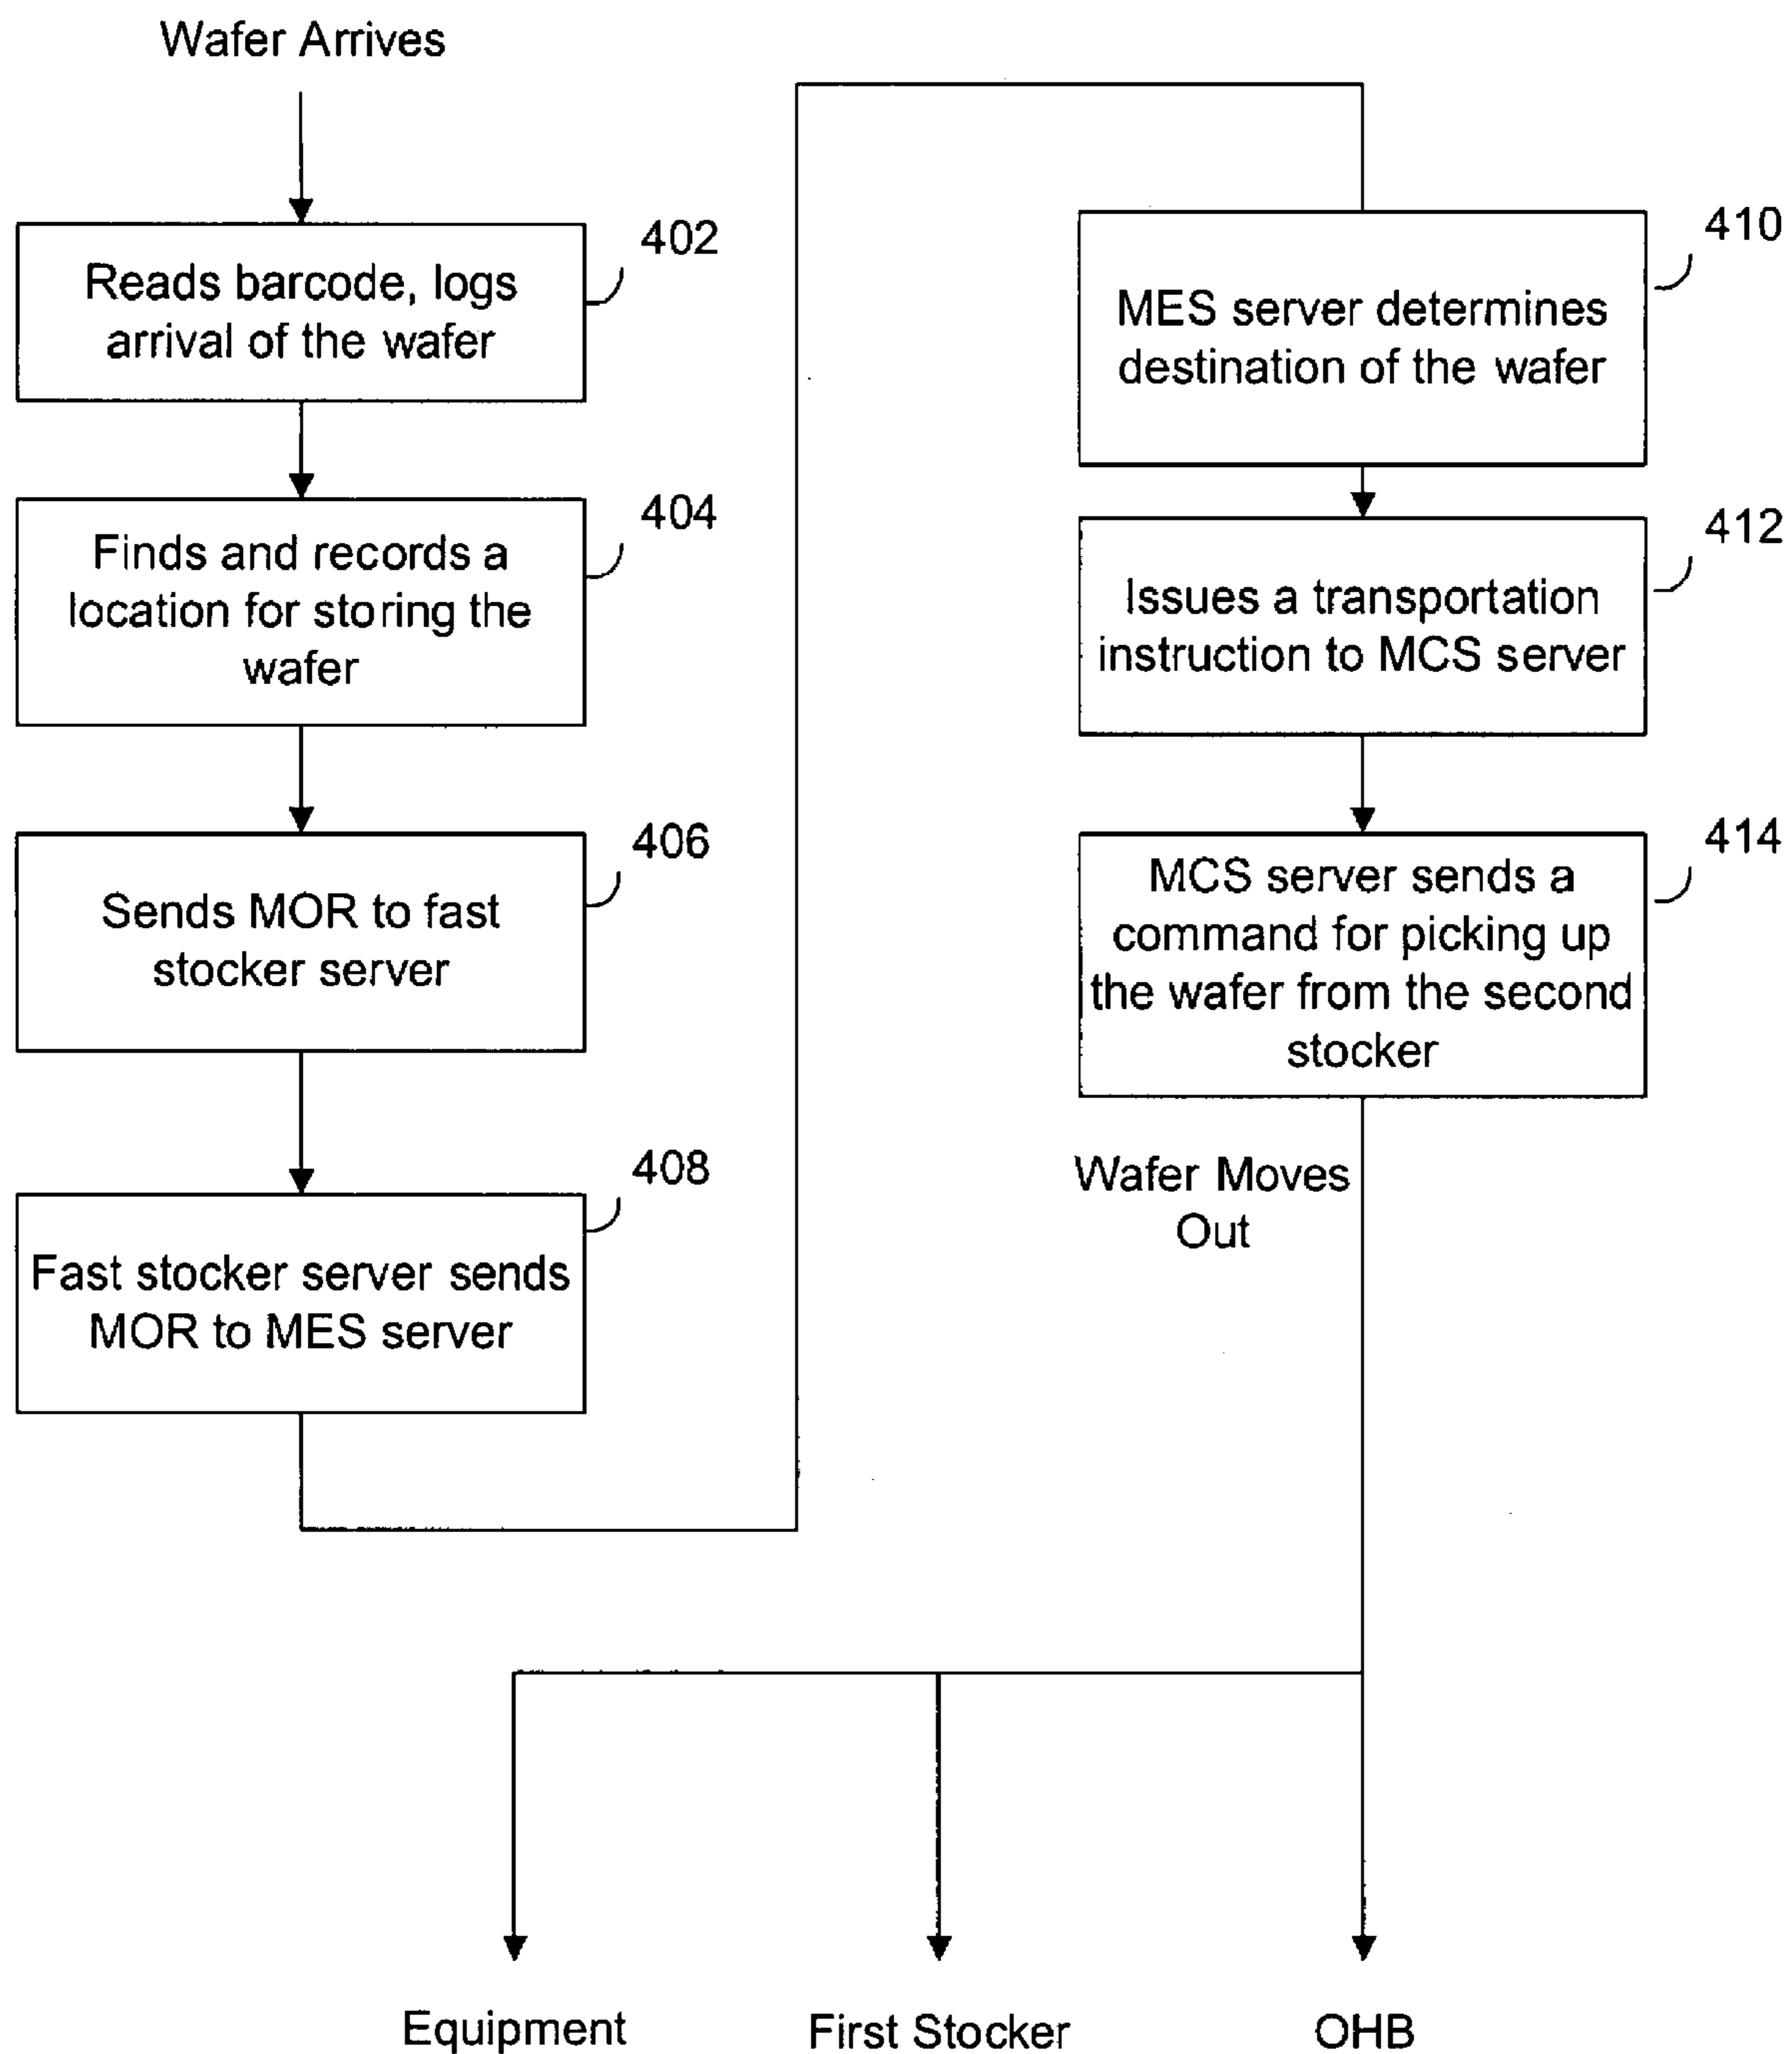 Wafer Arrives
402
Reads barcode, logs
arrival of the wafer
404
Finds and records a
location for storing the
wafer
406
Sends MOR to fast
stocker server
408
Fast stocker server sends
MOR to MES server
410
MES server determines
destination of the wafer
412
Issues a transportation
instruction to MCS server
414
MCS server sends a
command for picking up
the wafer from the second
stocker
Wafer Moves
Out
Equipment
First Stocker
OHB